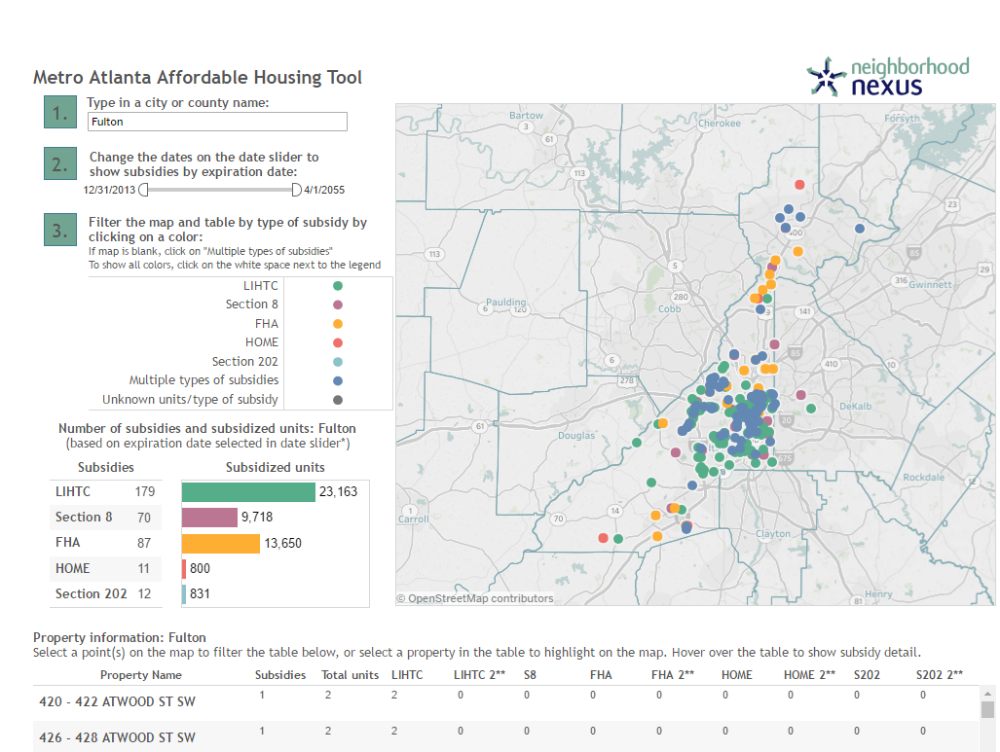 Metro Atlanta Affordable Housing Tool
neighborhood
nexus
1.
Type in a city or county name:
Fulton
2.
Change the dates on the date slider to
show subsidies by expiration date:
12/31/2013
4/1/2055
3.
Filter the map and table by type of subsidy by
clicking on a color:
If map is blank, click on "Multiple types of subsidies"
To show all colors, click on the white space next to the legend
LIHTC
Section 8
FHA
HOME
Section 202
Multiple types of subsidies
Unknown units/type of subsidy
Number of subsidies and subsidized units: Fulton
(based on expiration date selected in date slider*)
Subsidies
Subsidized units
LIHTC 179 23,163
Section 8 70 9,718
FHA 87 13,650
HOME 11 800
Section 202 12 831
Bartow
Cherokee
Forsyth
3
61
113
23
400
113
5
85
29
316
Gwinnett
280
Paulding
6
120
Cobb
141
85
6
410
278
DeKalb
61
20
Douglas
675
Rockdale
12
1
14
70
Carroll
Clayton
Henry
81
© OpenStreetMap contributors
Property information: Fulton
Select a point(s) on the map to filter the table below, or select a property in the table to highlight on the map. Hover over the table to show subsidy detail.
Property Name Subsidies Total units LIHTC LIHTC 2** S8 FHA FHA 2** HOME HOME 2** S202 S202 2**
420 - 422 ATWOOD ST SW 1 2 2 0 0 0 0 0 0 0 0
426 - 428 ATWOOD ST SW 1 2 2 0 0 0 0 0 0 0 0